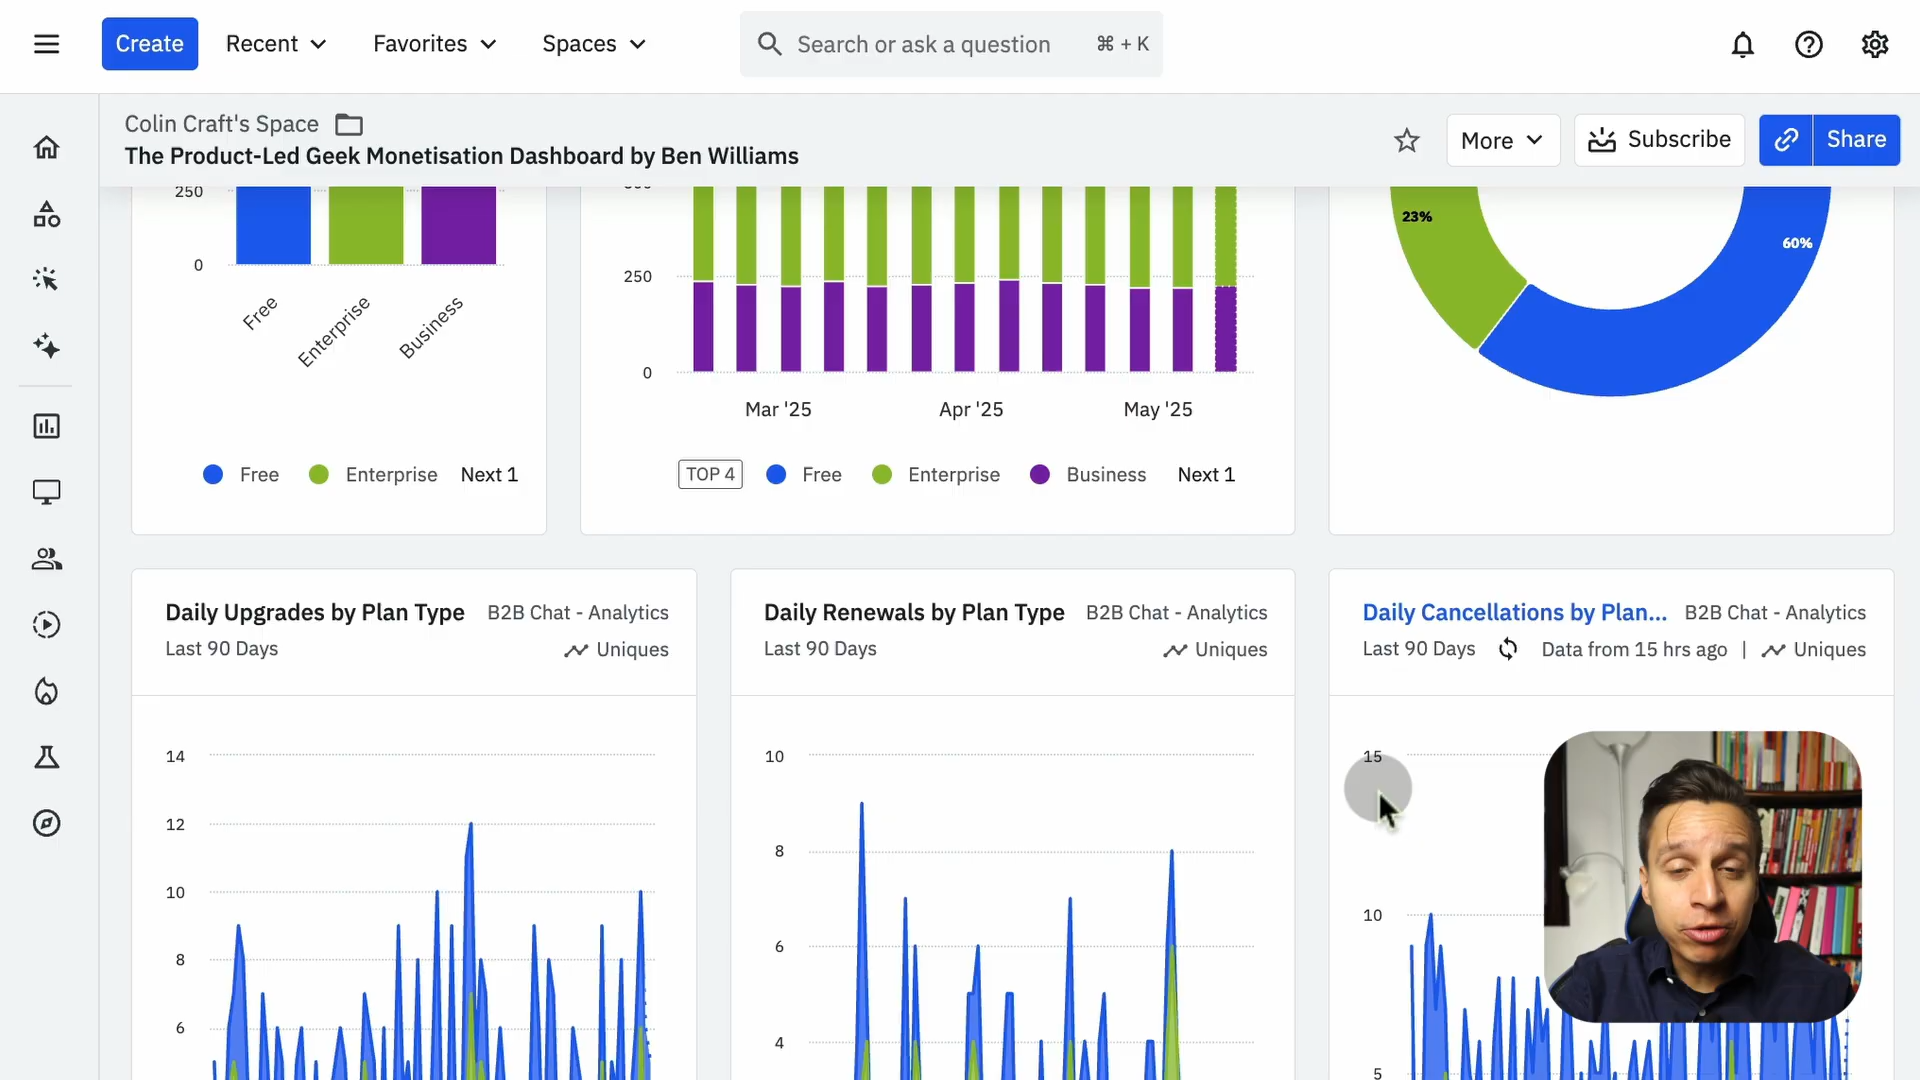 Create
Recent
Favorites
Spaces
Search or ask a question
⌘ + K
Colin Craft's Space
The Product-Led Geek Monetisation Dashboard by Ben Williams
More
Subscribe
Share
250
0
Free
Enterprise
Business
Free Enterprise Next 1
250
0
Mar '25
Apr '25
May '25
TOP 4 Free Enterprise Business Next 1
23%
60%
Daily Upgrades by Plan Type B2B Chat - Analytics
Last 90 Days Uniques
14
12
10
8
6
Daily Renewals by Plan Type B2B Chat - Analytics
Last 90 Days Uniques
10
8
6
4
Daily Cancellations by Plan... B2B Chat - Analytics
Last 90 Days Data from 15 hrs ago | Uniques
15
10
5